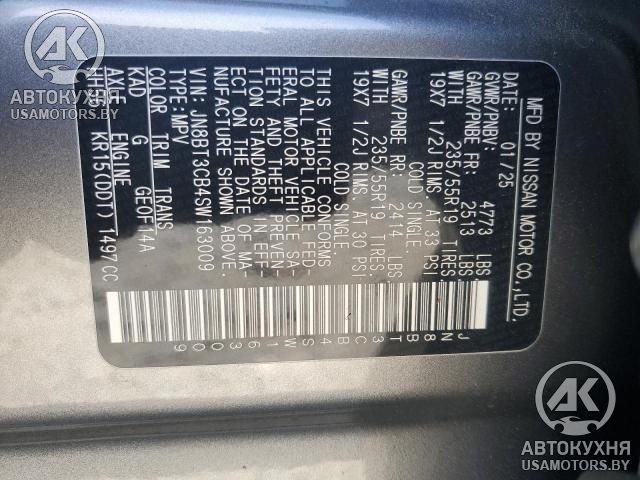 MFD BY NISSAN MOTOR CO.,LTD.
DATE: 01/25
GVWR/PNBV: 4773 LBS
GAWR/PNBE FR: 2513 LBS
235/55R19 TIRES
19X7 1/2J RIMS AT 33 PSI
COLD SINGLE
GAWR/PNBE RR: 2414 LBS
235/55R19 TIRES
19X7 1/2J RIMS AT 30 PSI
COLD SINGLE
THIS VEHICLE CONFORMS
TO ALL APPLICABLE FED-
ERAL MOTOR VEHICLE SA-
FETY AND THEFT PREVEN-
TION STANDARDS IN EFF-
ECT ON THE DATE OF MA-
NUFACTURE SHOWN ABOVE.
VIN: JN8BT3CB4SW163009
TYPE: MPV
COLOR TRIM TRANS
KAD G GE0F14A
AXLE ENGINE
KR15(DDT) 1497CC
JN8BT3CB4SW163009
АК
АВТОКУХНЯ
USAMOTORS.BY
АК
АВТОКУХНЯ
USAMOTORS.BY